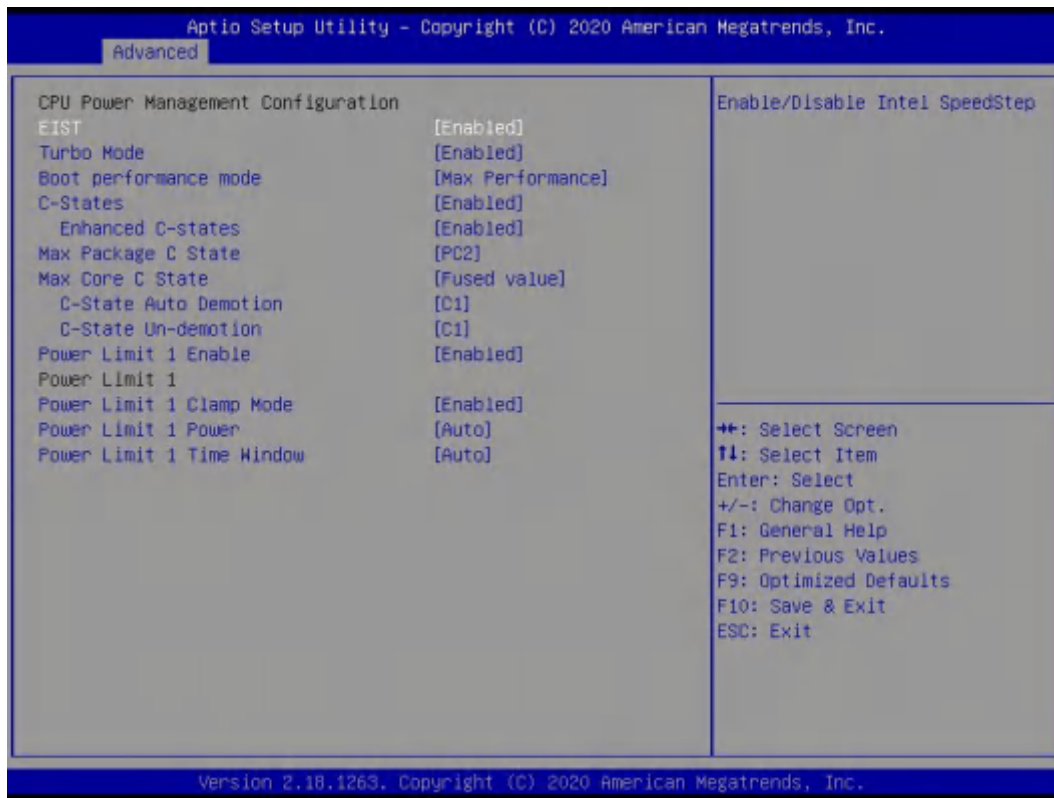 Aptio Setup Utility - Copyright (C) 2020 American Megatrends, Inc.
Advanced
CPU Power Management Configuration
EIST [Enabled]
Turbo Mode [Enabled]
Boot performance mode [Max Performance]
C-States [Enabled]
Enhanced C-states [Enabled]
Max Package C State [PC2]
Max Core C State [Fused value]
C-State Auto Demotion [C1]
C-State Un-demotion [C1]
Power Limit 1 Enable [Enabled]
Power Limit 1
Power Limit 1 Clamp Mode [Enabled]
Power Limit 1 Power [Auto]
Power Limit 1 Time Window [Auto]
Enable/Disable Intel SpeedStep
→←: Select Screen
↑↓: Select Item
Enter: Select
+/-: Change Opt.
F1: General Help
F2: Previous Values
F9: Optimized Defaults
F10: Save & Exit
ESC: Exit
Version 2.18.1263. Copyright (C) 2020 American Megatrends, Inc.